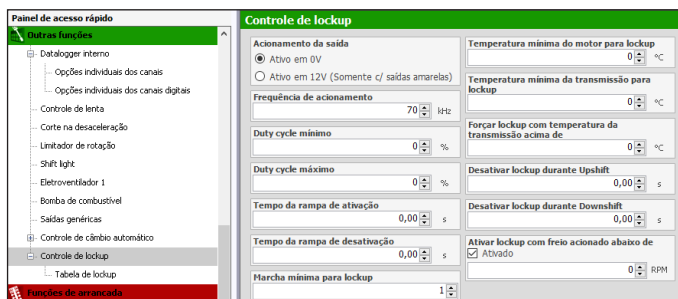 Painel de acesso rápido
Outras funções
Datalogger interno
Opções individuais dos canais
Opções individuais dos canais digitais
Controle de lenta
Corte na desaceleração
Limitador de rotação
Shift light
Eletroventilador 1
Bomba de combustível
Saídas genéricas
Controle de câmbio automático
Controle de lockup
Tabela de lockup
Funções de arrancada
Controle de lockup
Acionamento da saída
Ativo em 0V
Ativo em 12V (Somente c/ saídas amarelas)
Frequência de acionamento
70 kHz
Duty cycle mínimo
0 %
Duty cycle máximo
0 %
Tempo da rampa de ativação
0,00 s
Tempo da rampa de desativação
0,00 s
Marcha mínima para lockup
1
Temperatura mínima do motor para lockup
0 ºC
Temperatura mínima da transmissão para
lockup
0 ºC
Forçar lockup com temperatura da
transmissão acima de
0 ºC
Desativar lockup durante Upshift
0,00 s
Desativar lockup durante Downshift
0,00 s
Ativar lockup com freio acionado abaixo de
Ativado
0 RPM